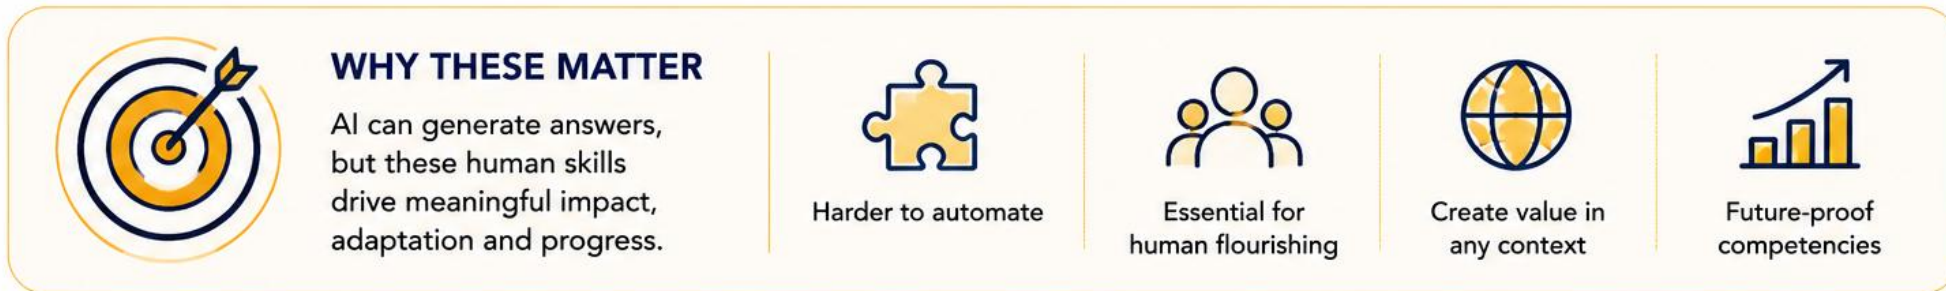 WHY THESE MATTER
AI can generate answers,
but these human skills
drive meaningful impact,
adaptation and progress.
Harder to automate
Essential for
human flourishing
Create value in
any context
Future-proof
competencies